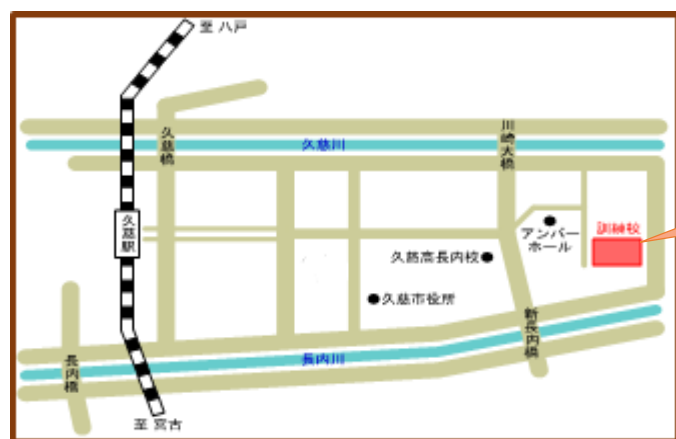 至 八戸
久慈橋
久慈川
川崎大橋
久慈駅
アンバー
ホール
訓練校
久慈高長内校
久慈市役所
新長内橋
長内橋
長内川
至 宮古